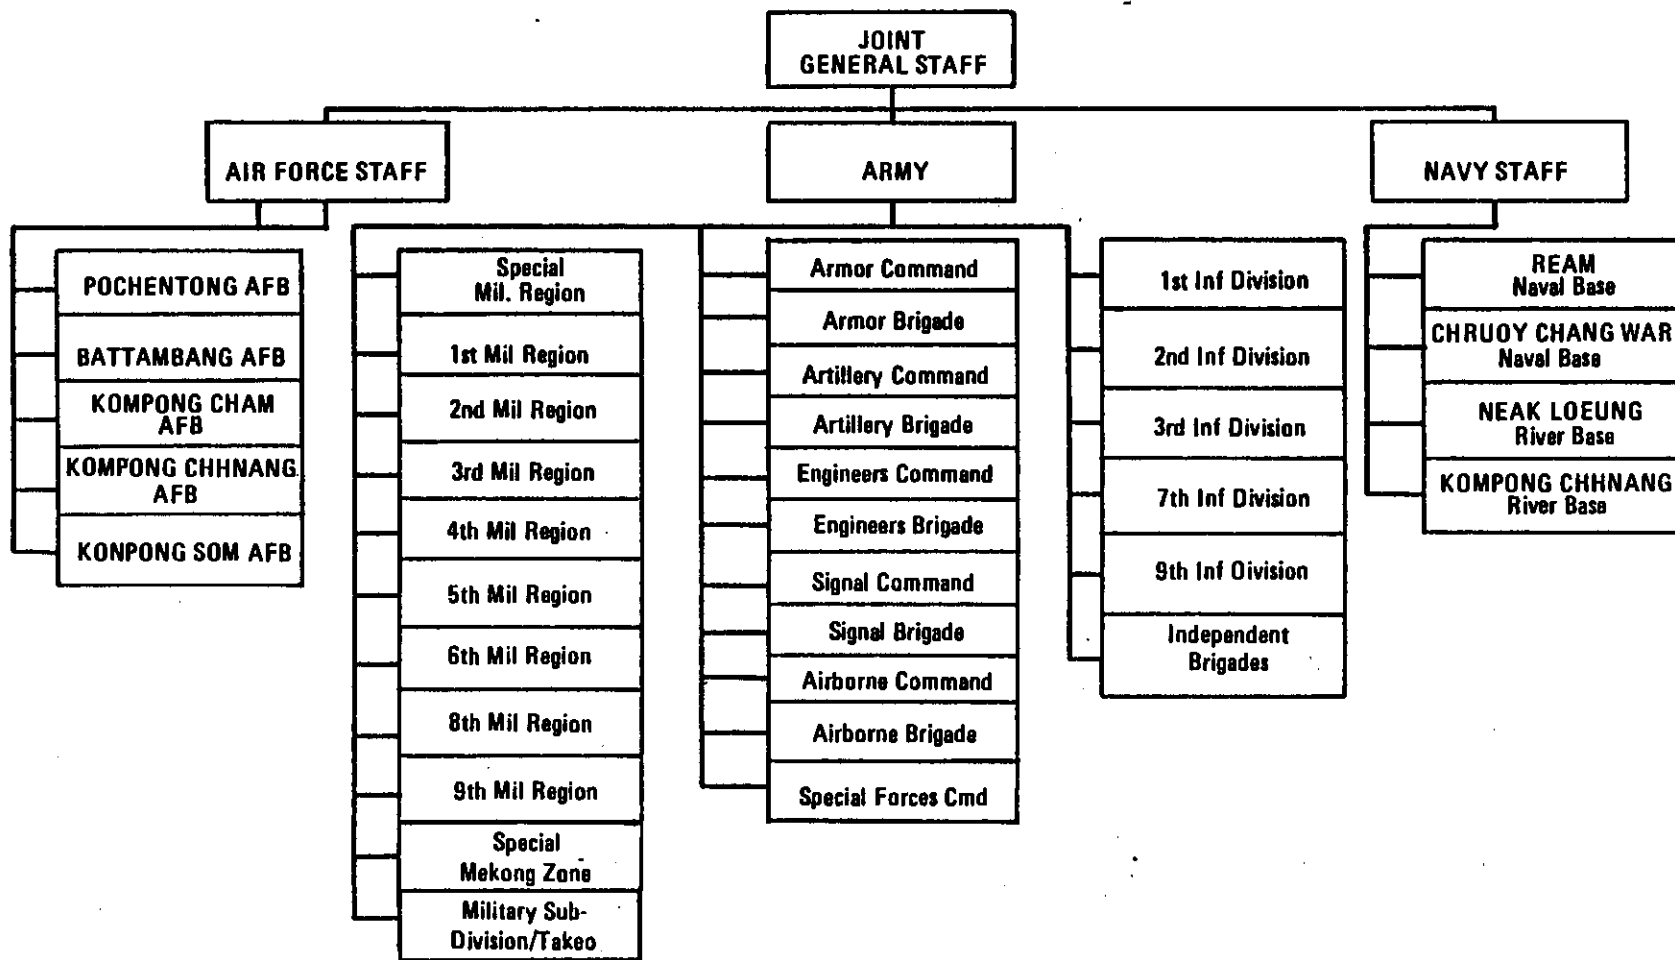 JOINT
GENERAL STAFF
AIR FORCE STAFF
ARMY
NAVY STAFF
POCHENTONG AFB
BATTAMBANG AFB
KOMPONG CHAM
AFB
KOMPONG CHHNANG
AFB
KONPONG SOM AFB
Special
Mil. Region
1st Mil Region
2nd Mil Region
3rd Mil Region
4th Mil Region
5th Mil Region
6th Mil Region
8th Mil Region
9th Mil Region
Special
Mekong Zone
Military Sub-
Division/Takeo
Armor Command
Armor Brigade
Artillery Command
Artillery Brigade
Engineers Command
Engineers Brigade
Signal Command
Signal Brigade
Airborne Command
Airborne Brigade
Special Forces Cmd
1st Inf Division
2nd Inf Division
3rd Inf Division
7th Inf Division
9th Inf Division
Independent
Brigades
REAM
Naval Base
CHRUOY CHANG WAR
Naval Base
NEAK LOEUNG
River Base
KOMPONG CHHNANG
River Base